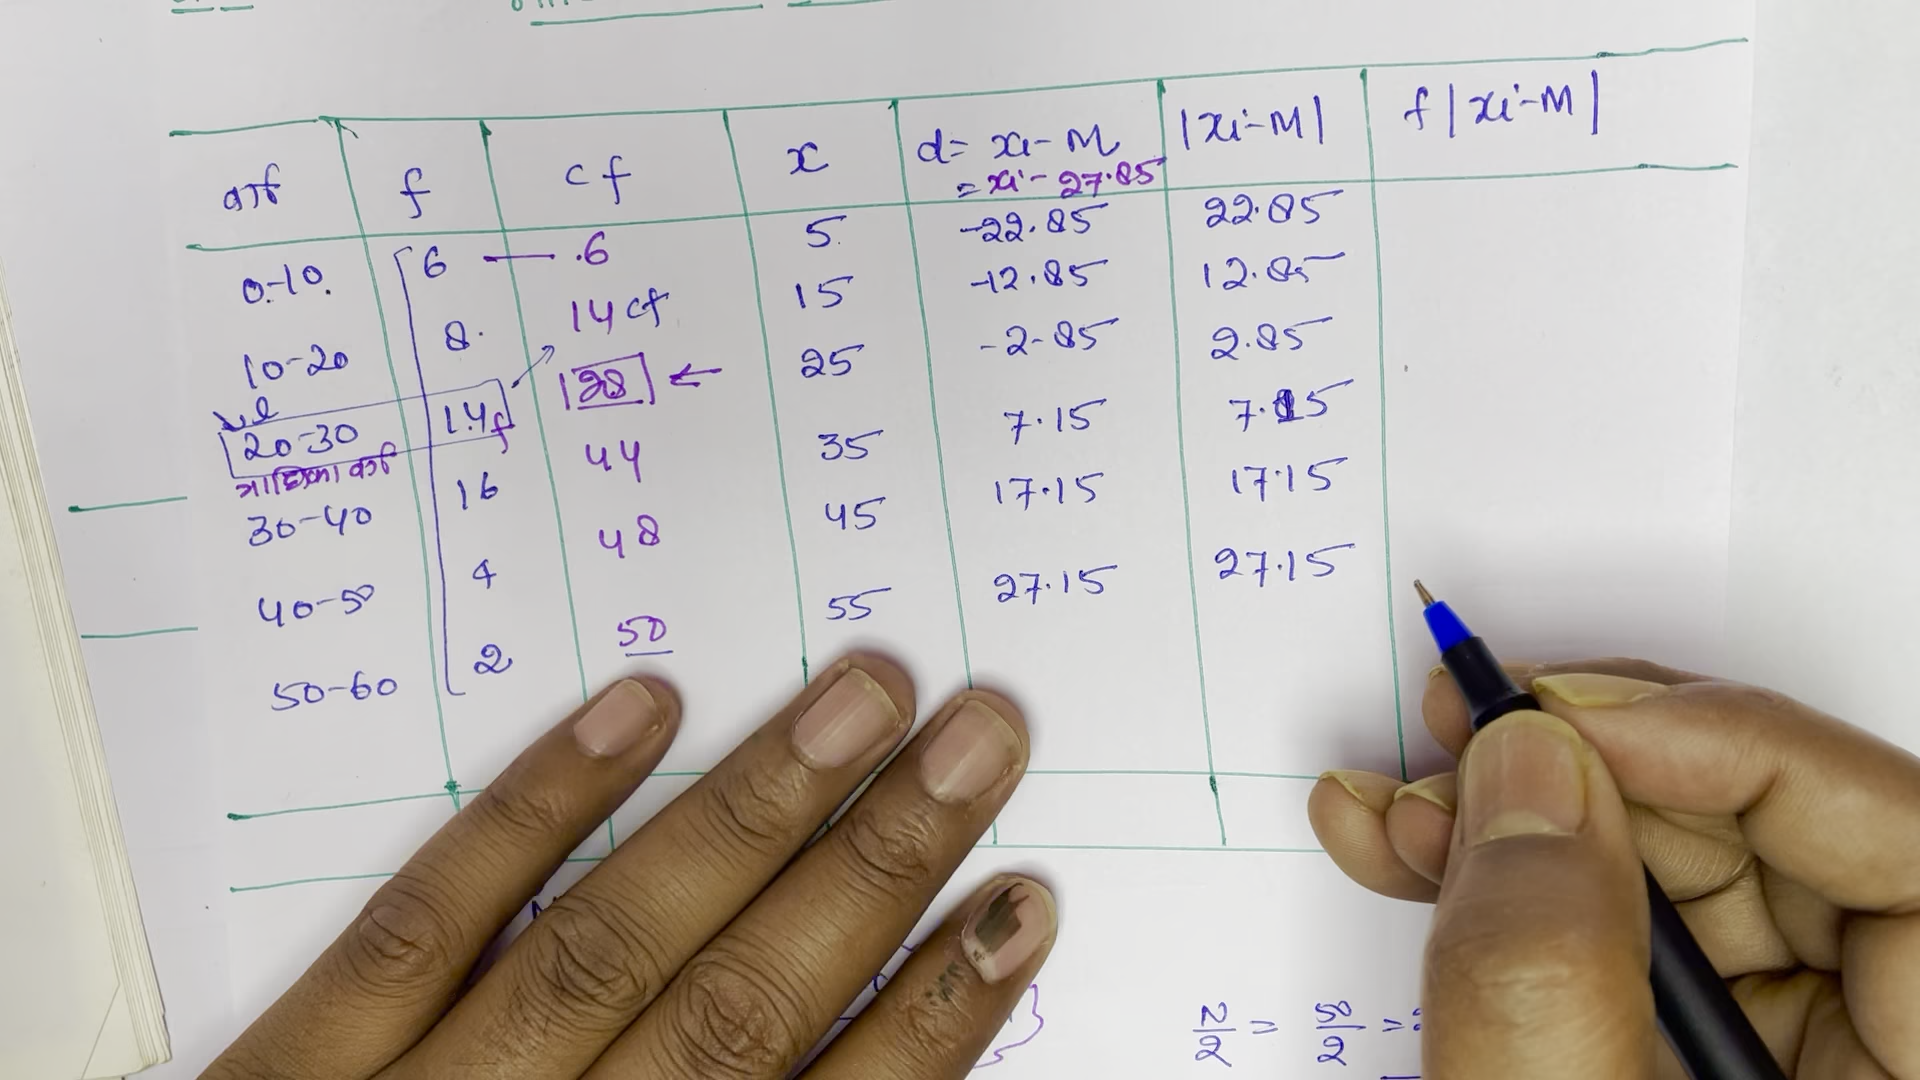 वर्ग f cf x d= xi-M |xi-M| f|xi-M|
= xi - 27.85
0-10. 6 — 6 5 -22.85 22.85
10-20 8 14 cf 15 -12.85 12.85
20-30 14 f 28 ← 25 -2.85 2.85
माध्यिका वर्ग
30-40 16 44 35 7.15 7.15
40-50 4 48 45 17.15 17.15
50-60 2 50 55 27.15 27.15
N/2 = 50/2 =